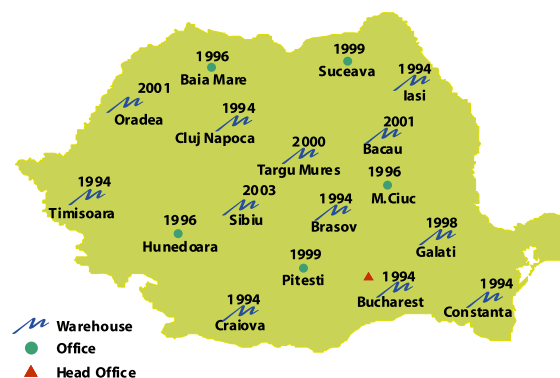 1996
Baia Mare
1999
Suceava
1994
Iasi
2001
Oradea
1994
Cluj Napoca
2001
Bacau
2000
Targu Mures
1996
M.Ciuc
1994
Timisoara
2003
Sibiu
1994
Brasov
1996
Hunedoara
1998
Galati
1999
Pitesti
1994
Bucharest
1994
Constanta
1994
Craiova
Warehouse
Office
Head Office